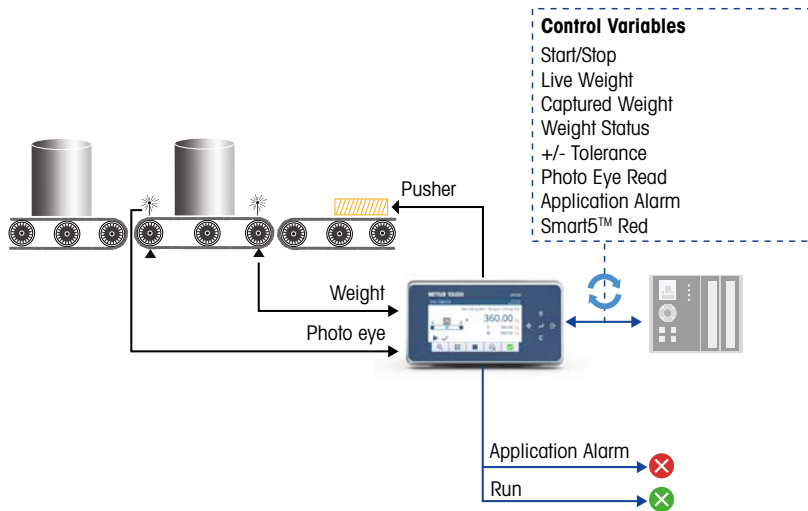 Control Variables
Start/Stop
Live Weight
Captured Weight
Weight Status
+/- Tolerance
Photo Eye Read
Application Alarm
Smart5™ Red
Pusher
Weight
Photo eye
METTLER TOLEDO
360.00
Application Alarm
Run